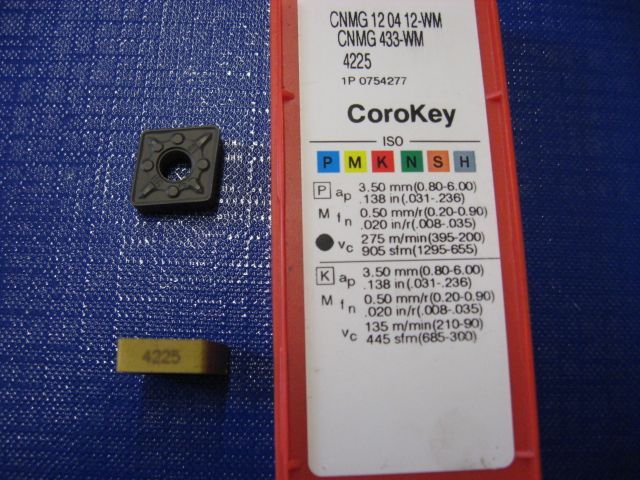 CNMG 12 04 12-WM
CNMG 433-WM
4225
1P 0754277
CoroKey
ISO
P M K N S H
P ap 3.50 mm(0.80-6.00)
.138 in(.031-.236)
M fn 0.50 mm/r(0.20-0.90)
.020 in/r(.008-.035)
vc 275 m/min(395-200)
905 sfm(1295-655)
K ap 3.50 mm(0.80-6.00)
.138 in(.031-.236)
M fn 0.50 mm/r(0.20-0.90)
.020 in/r(.008-.035)
vc 135 m/min(210-90)
445 sfm(685-300)
4225